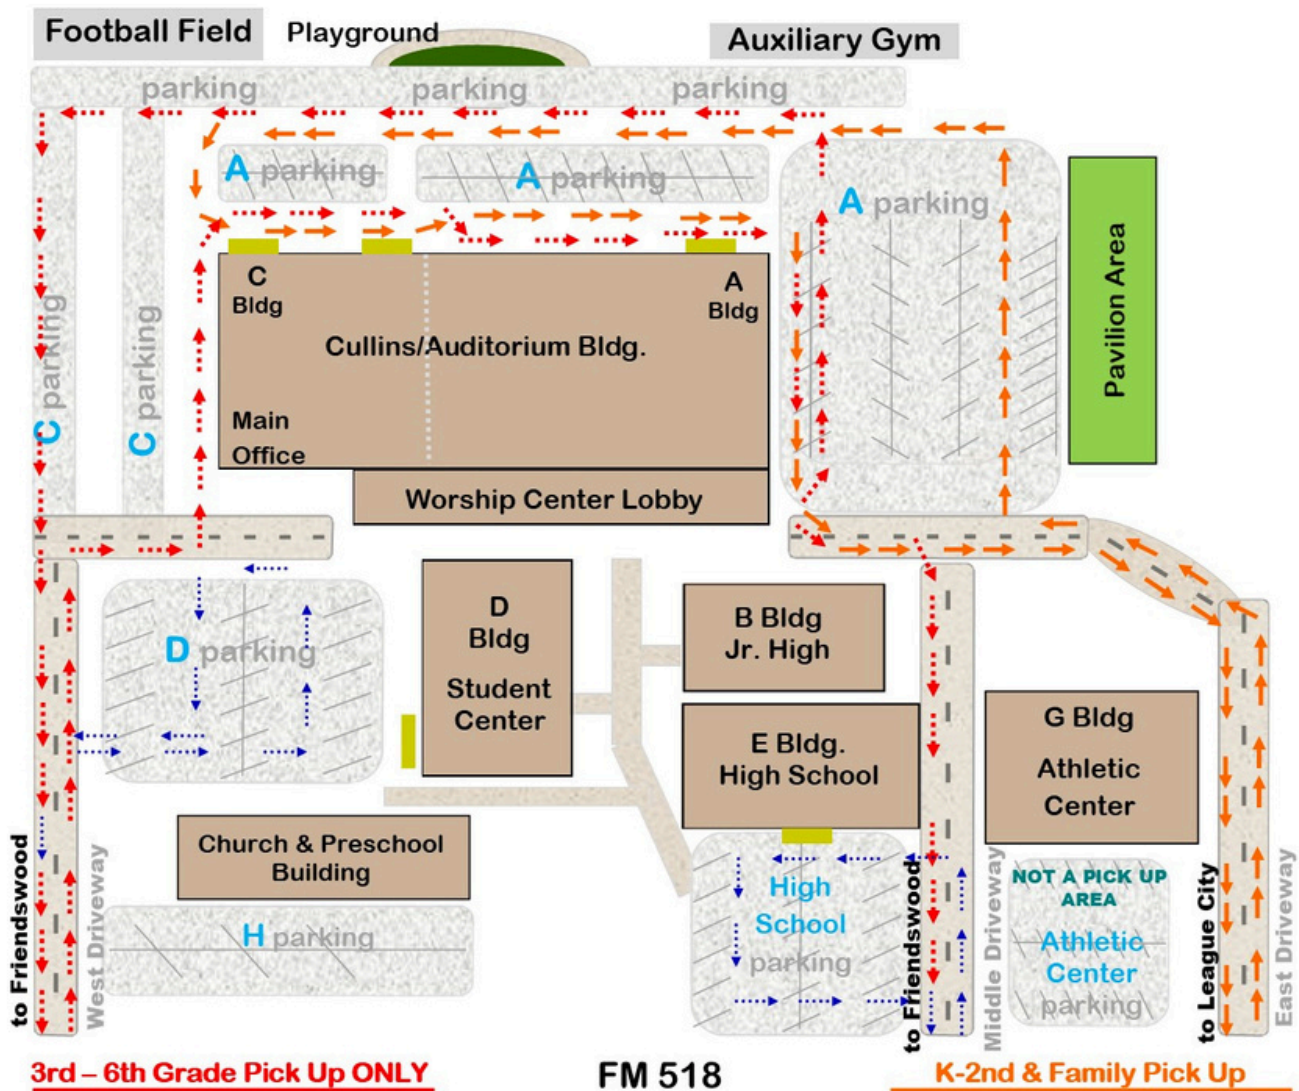 Football Field
Playground
Auxiliary Gym
parking
parking
parking
A parking
A parking
A parking
Pavilion Area
C
Bldg
A
Bldg
Cullins/Auditorium Bldg.
C parking
C parking
Main
Office
Worship Center Lobby
D
Bldg
Student
Center
B Bldg
Jr. High
D parking
E Bldg.
High School
G Bldg
Athletic
Center
Church & Preschool
Building
H parking
High
School
parking
NOT A PICK UP
AREA
Athletic
Center
parking
to Friendswood
West Driveway
to Friendswood
Middle Driveway
to League City
East Driveway
3rd – 6th Grade Pick Up ONLY
FM 518
K-2nd & Family Pick Up